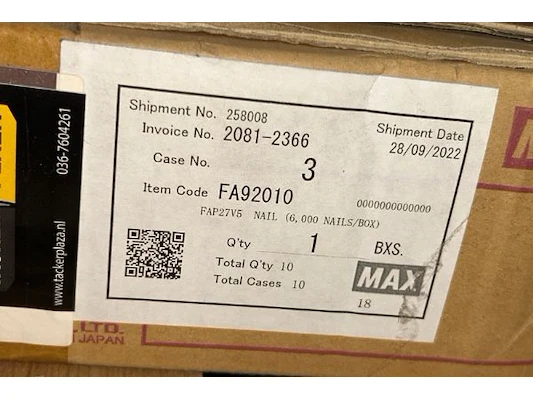 Shipment No. 258008
Invoice No. 2081-2366
Shipment Date
28/09/2022
Case No. 3
Item Code FA92010
0000000000000
FAP27V5 NAIL (6,000 NAILS/BOX)
Q'ty 1 BXS.
Total Q'ty 10
Total Cases 10
MAX
18
www.tackerplaza.nl
036-7604261
LTD.
JAPAN